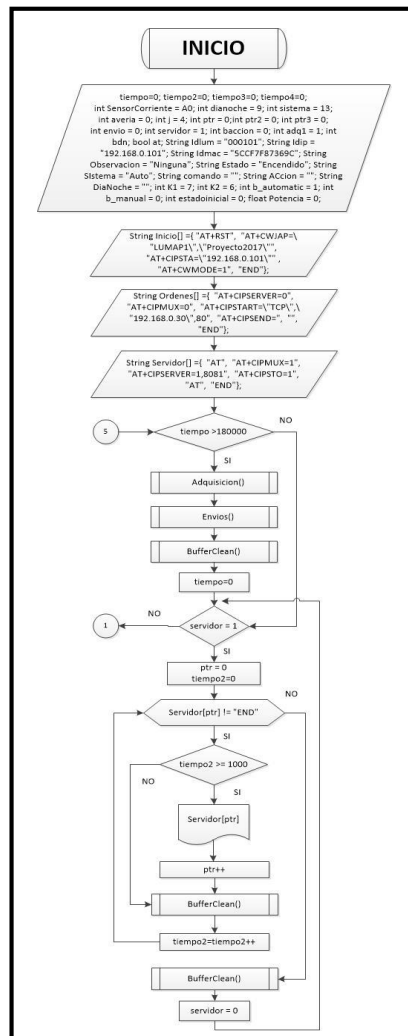 INICIO
tiempo=0; tiempo2=0; tiempo3=0; tiempo4=0;
int SensorCorriente = A0; int dianoche = 9; int sistema = 13;
int averia = 0; int j = 4; int ptr = 0;int ptr2 = 0; int ptr3 = 0;
int envio = 0; int servidor = 1; int baccion = 0; int adq1 = 1; int
bdn; bool at; String Idlum = "000101"; String Idip =
"192.168.0.101"; String Idmac = "5CCF7F87369C"; String
Observacion = "Ninguna"; String Estado = "Encendido"; String
SIstema = "Auto"; String comando = ""; String ACcion = ""; String
DiaNoche = ""; int K1 = 7; int K2 = 6; int b_automatic = 1; int
b_manual = 0; int estadoinicial = 0; float Potencia = 0;
String Inicio[] ={ "AT+RST", "AT+CWJAP=\
"LUMAP1\",\"Proyecto2017\"",
"AT+CIPSTA=\"192.168.0.101\"",
"AT+CWMODE=1", "END"};
String Ordenes[] ={ "AT+CIPSERVER=0",
"AT+CIPMUX=0", "AT+CIPSTART=\"TCP\",\
"192.168.0.30\",80", "AT+CIPSEND=", "",
"END"};
String Servidor[] ={ "AT", "AT+CIPMUX=1",
"AT+CIPSERVER=1,8081", "AT+CIPSTO=1",
"AT", "END"};
5
tiempo >180000
NO
SI
Adquisicion()
Envios()
BufferClean()
tiempo=0
NO
1
servidor = 1
SI
ptr = 0
tiempo2=0
NO
Servidor[ptr] != "END"
SI
tiempo2 >= 1000
NO
SI
Servidor[ptr]
ptr++
BufferClean()
tiempo2=tiempo2++
BufferClean()
servidor = 0